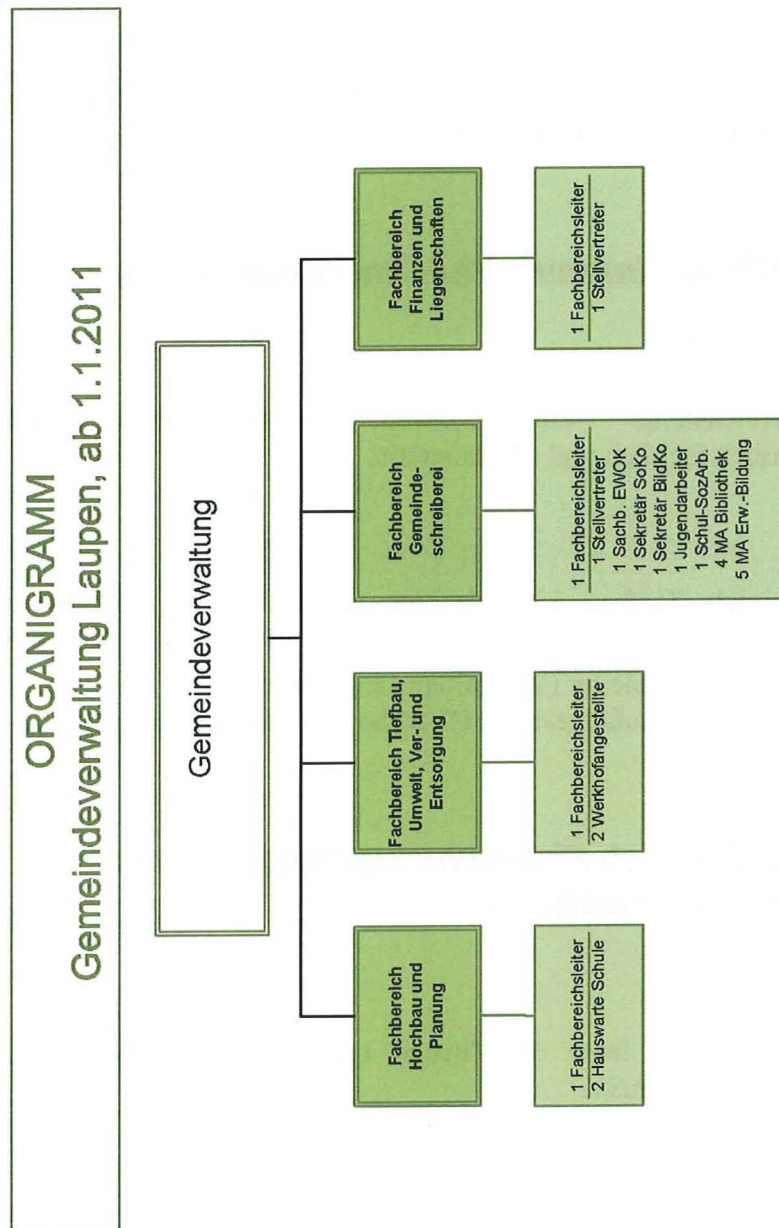 ORGANIGRAMM
Gemeindeverwaltung Laupen, ab 1.1.2011
Gemeindeverwaltung
Fachbereich
Hochbau und
Planung
1 Fachbereichsleiter
2 Hauswarte Schule
Fachbereich Tiefbau,
Umwelt, Ver- und
Entsorgung
1 Fachbereichsleiter
2 Werkhofangestellte
Fachbereich
Gemeinde-
schreiberei
1 Fachbereichsleiter
1 Stellvertreter
1 Sachb. EWOK
1 Sekretär SoKo
1 Sekretär BildKo
1 Jugendarbeiter
1 Schul-SozArb.
4 MA Bibliothek
5 MA Erw.-Bildung
Fachbereich
Finanzen und
Liegenschaften
1 Fachbereichsleiter
1 Stellvertreter